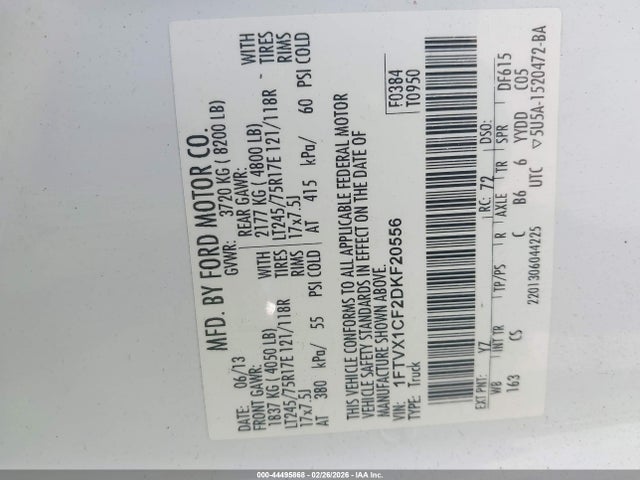 MFD. BY FORD MOTOR CO.
DATE: 06/13 GVWR: 3720 KG ( 8200 LB)
FRONT GAWR: REAR GAWR: WITH
1837 KG ( 4050 LB) WITH 2177 KG ( 4800 LB) TIRES
LT245/75R17E 121/118R TIRES LT245/75R17E 121/118R RIMS
17x7.5J RIMS 17x7.5J
AT 380 kPa/ 55 PSI COLD AT 415 kPa/ 60 PSI COLD
THIS VEHICLE CONFORMS TO ALL APPLICABLE FEDERAL MOTOR
VEHICLE SAFETY STANDARDS IN EFFECT ON THE DATE OF
MANUFACTURE SHOWN ABOVE.
VIN: 1FTVX1CF2DKF20556
TYPE: Truck
F0384
T0950
EXT PNT: YZ RC: 72 DSO:
WB INT TR TP/PS R AXLE TR SPR DF615
163 CS C B6 6 YYDD C05
2201306044225 UTC ▽5U5A-1520472-BA
000-44495868 - 02/26/2026 - IAA Inc.